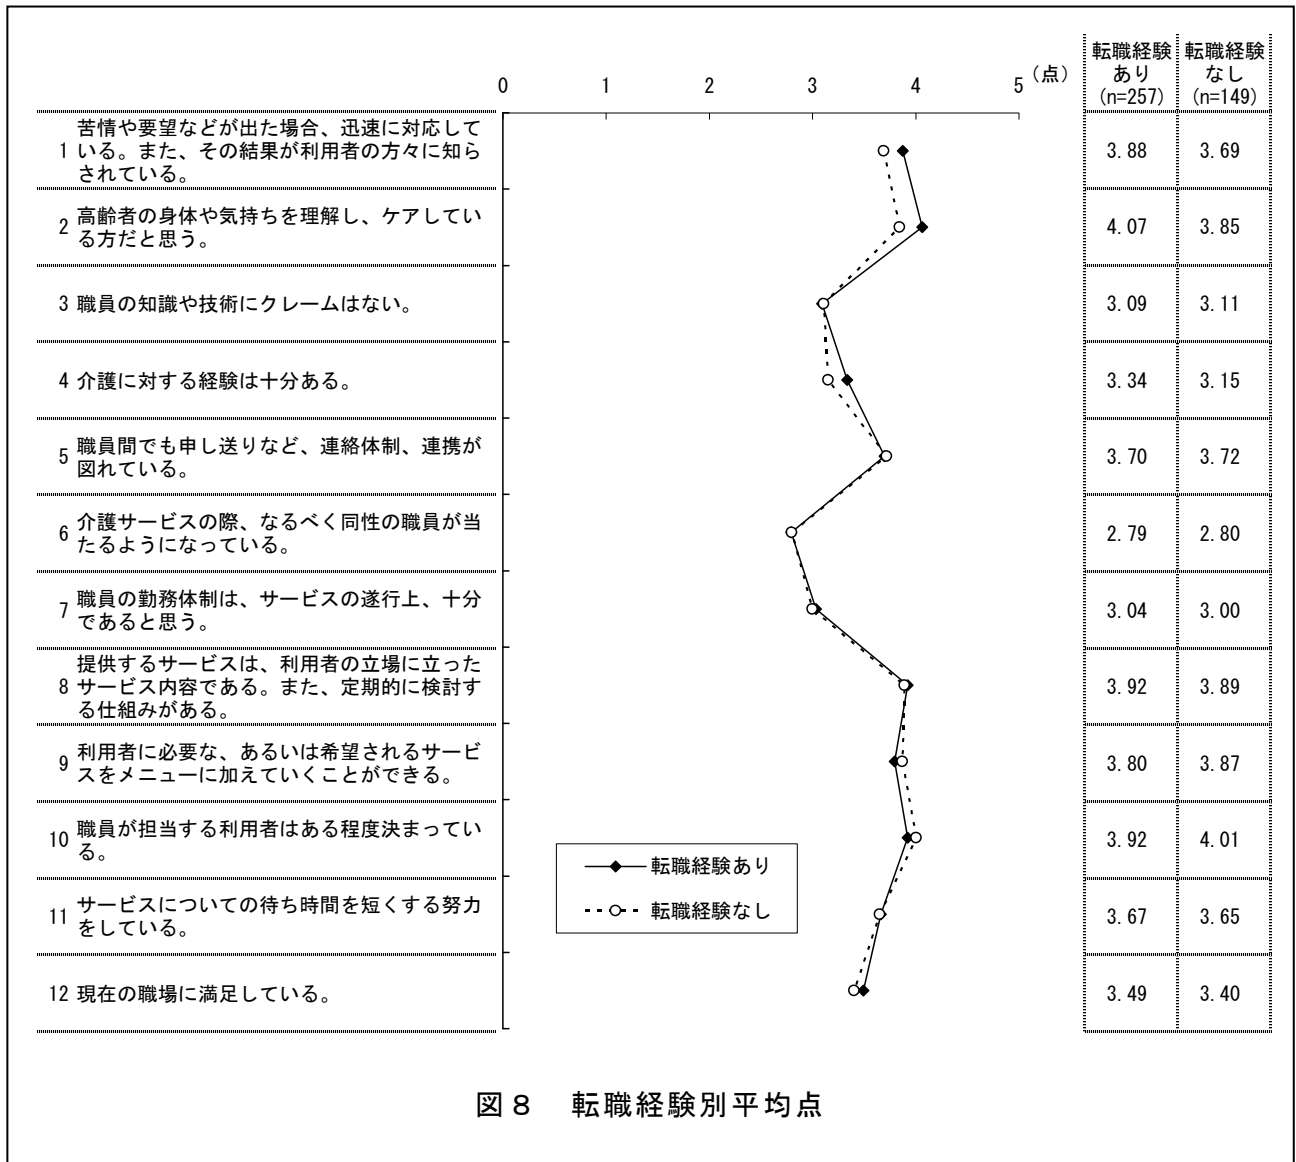 転職経験
あり
(n=257)
転職経験
なし
(n=149)
0 1 2 3 4 5 (点)
1 苦情や要望などが出た場合、迅速に対応して
いる。また、その結果が利用者の方々に知ら
されている。
3.88 3.69
2 高齢者の身体や気持ちを理解し、ケアしてい
る方だと思う。
4.07 3.85
3 職員の知識や技術にクレームはない。
3.09 3.11
4 介護に対する経験は十分ある。
3.34 3.15
5 職員間でも申し送りなど、連絡体制、連携が
図れている。
3.70 3.72
6 介護サービスの際、なるべく同性の職員が当
たるようになっている。
2.79 2.80
7 職員の勤務体制は、サービスの遂行上、十分
であると思う。
3.04 3.00
8 提供するサービスは、利用者の立場に立った
サービス内容である。また、定期的に検討す
る仕組みがある。
3.92 3.89
9 利用者に必要な、あるいは希望されるサービ
スをメニューに加えていくことができる。
3.80 3.87
10 職員が担当する利用者はある程度決まってい
る。
3.92 4.01
11 サービスについての待ち時間を短くする努力
をしている。
3.67 3.65
12 現在の職場に満足している。
3.49 3.40
転職経験あり
転職経験なし
図８　転職経験別平均点